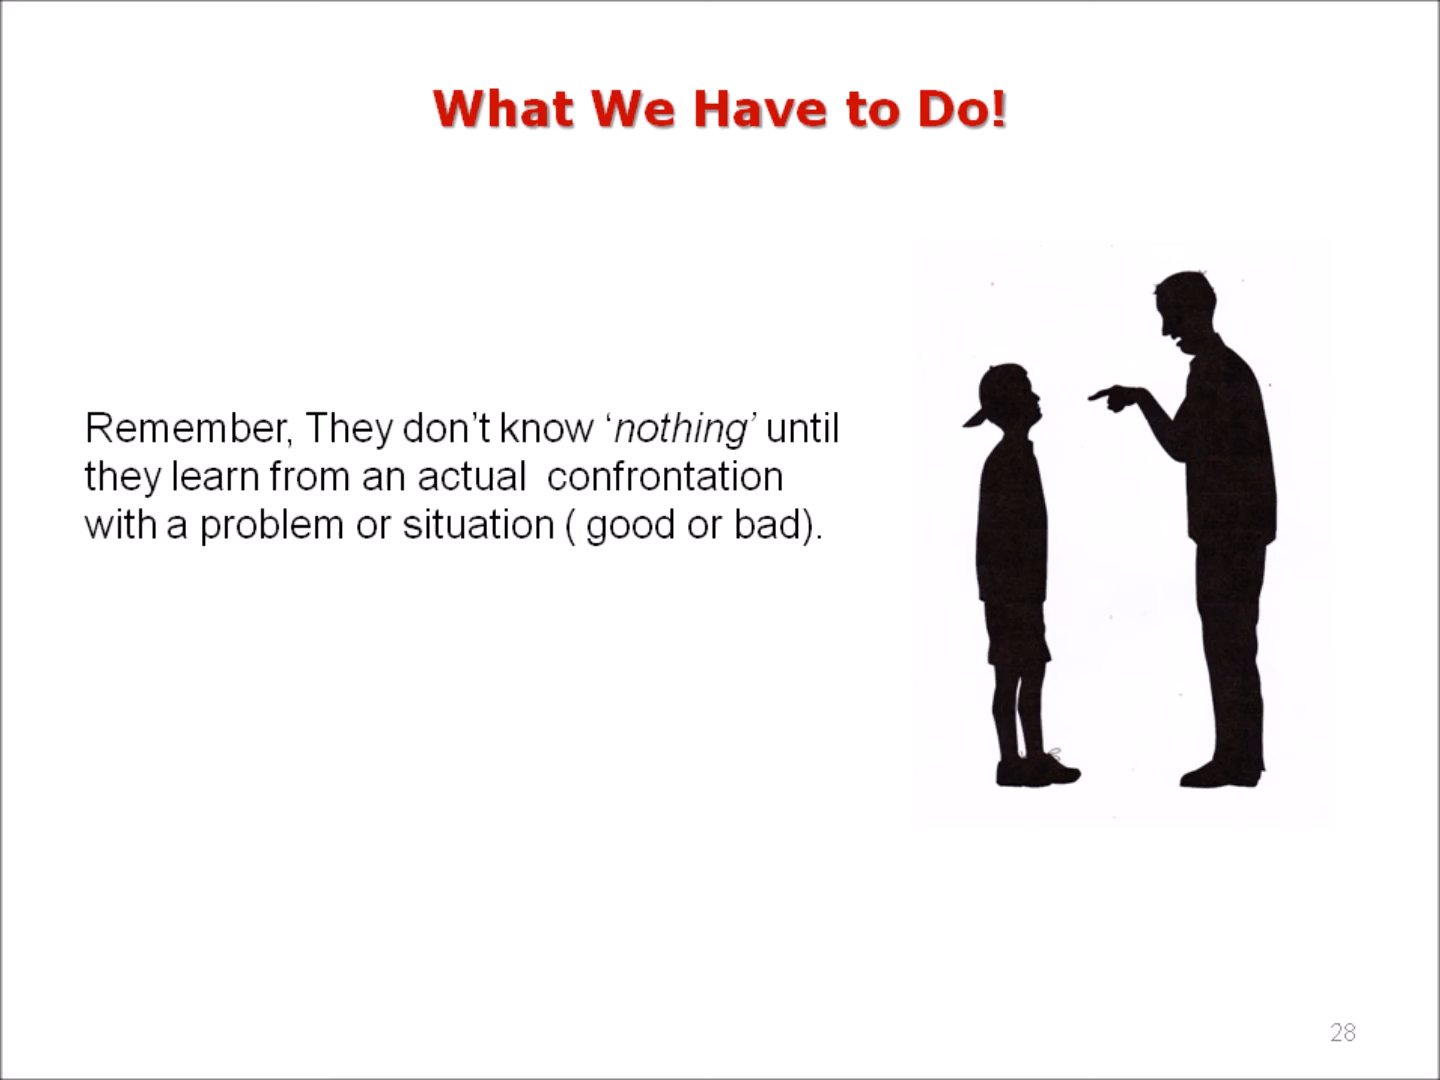 What We Have to Do!
Remember, They don’t know ‘nothing’ until
they learn from an actual  confrontation
with a problem or situation ( good or bad).
28